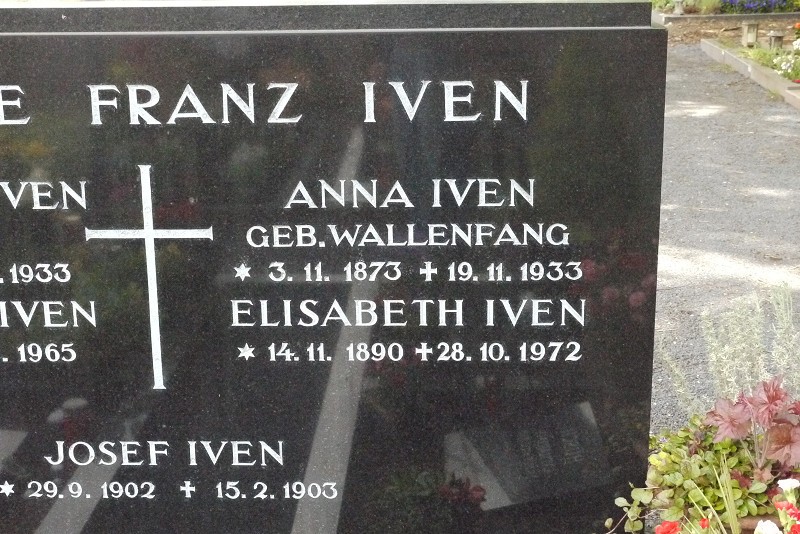 E FRANZ IVEN
IVEN
.1933
IVEN
. 1965
ANNA IVEN
GEB. WALLENFANG
* 3. 11. 1873 ✝ 19. 11. 1933
ELISABETH IVEN
* 14. 11. 1890 ✝ 28. 10. 1972
JOSEF IVEN
* 29. 9. 1902 ✝ 15. 2. 1903